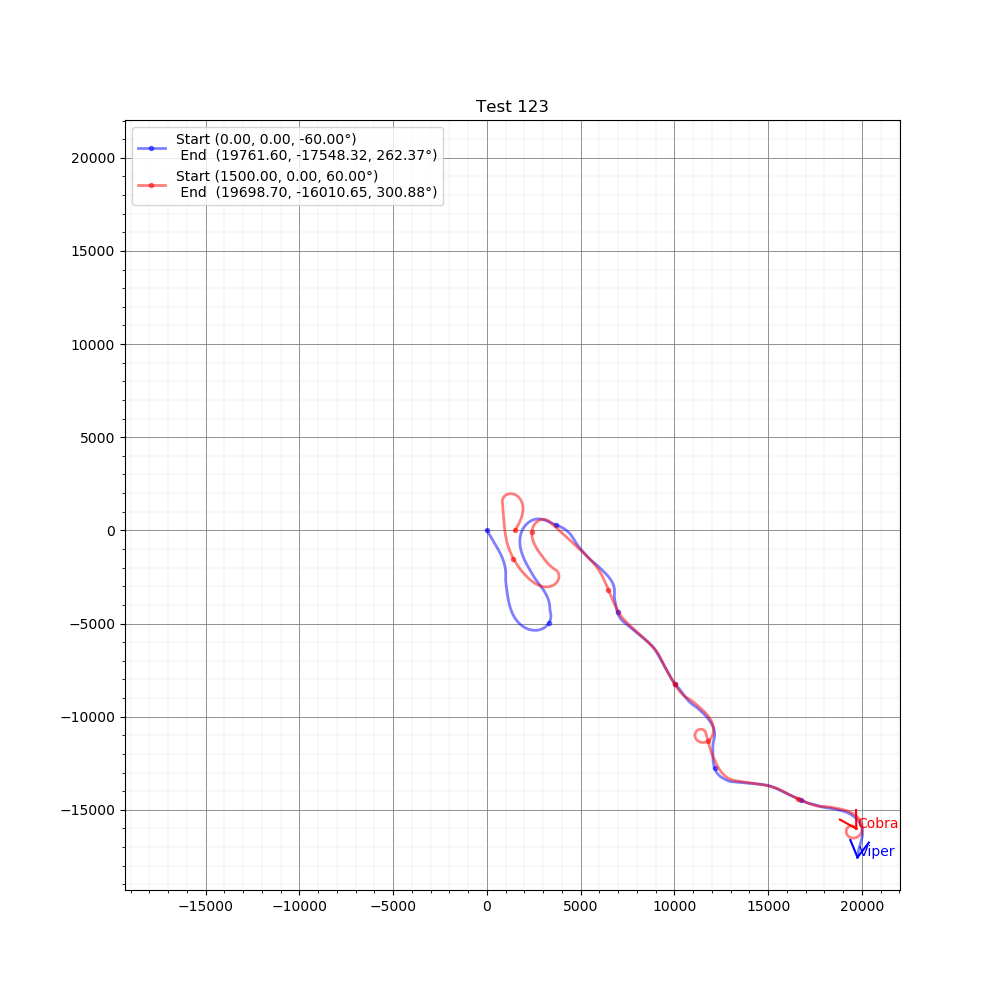 Test 123
Start (0.00, 0.00, -60.00°)
End (19761.60, -17548.32, 262.37°)
Start (1500.00, 0.00, 60.00°)
End (19698.70, -16010.65, 300.88°)
20000
15000
10000
5000
0
−5000
−10000
−15000
Cobra
Viper
−15000 −10000 −5000 0 5000 10000 15000 20000